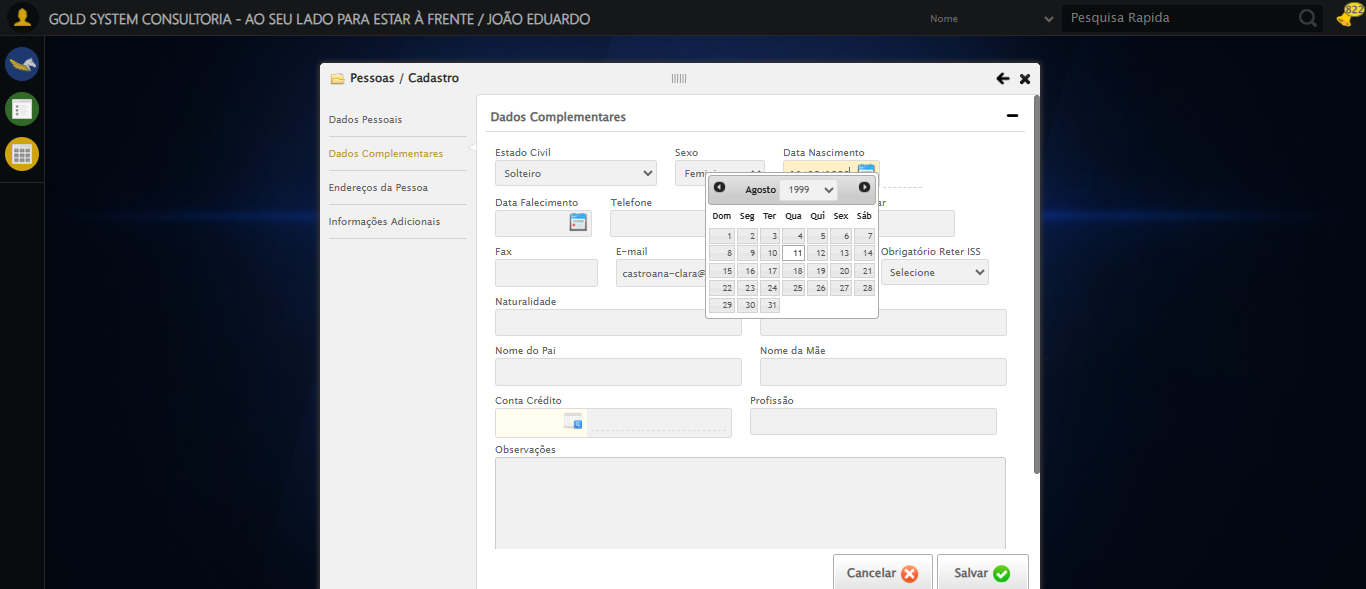 GOLD SYSTEM CONSULTORIA - AO SEU LADO PARA ESTAR À FRENTE / JOÃO EDUARDO
Nome
Pesquisa Rapida
822
Pessoas / Cadastro
Dados Pessoais
Dados Complementares
Endereços da Pessoa
Informações Adicionais
Dados Complementares
Estado Civil Sexo Data Nascimento
Solteiro
Data Falecimento Telefone
Agosto 1999
Dom Seg Ter Qua Qui Sex Sáb
1 2 3 4 5 6 7
8 9 10 11 12 13 14
15 16 17 18 19 20 21
22 23 24 25 26 27 28
29 30 31
Fax E-mail Obrigatório Reter ISS
castroana-clara@ Selecione
Naturalidade
Nome do Pai Nome da Mãe
Conta Crédito Profissão
Observações
Cancelar Salvar